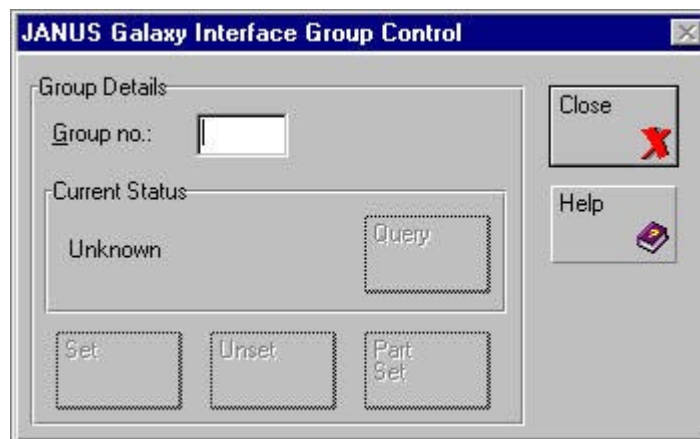 JANUS Galaxy Interface Group Control
Group Details
Group no.:
Close
Current Status
Unknown
Query
Help
Set
Unset
Part
Set